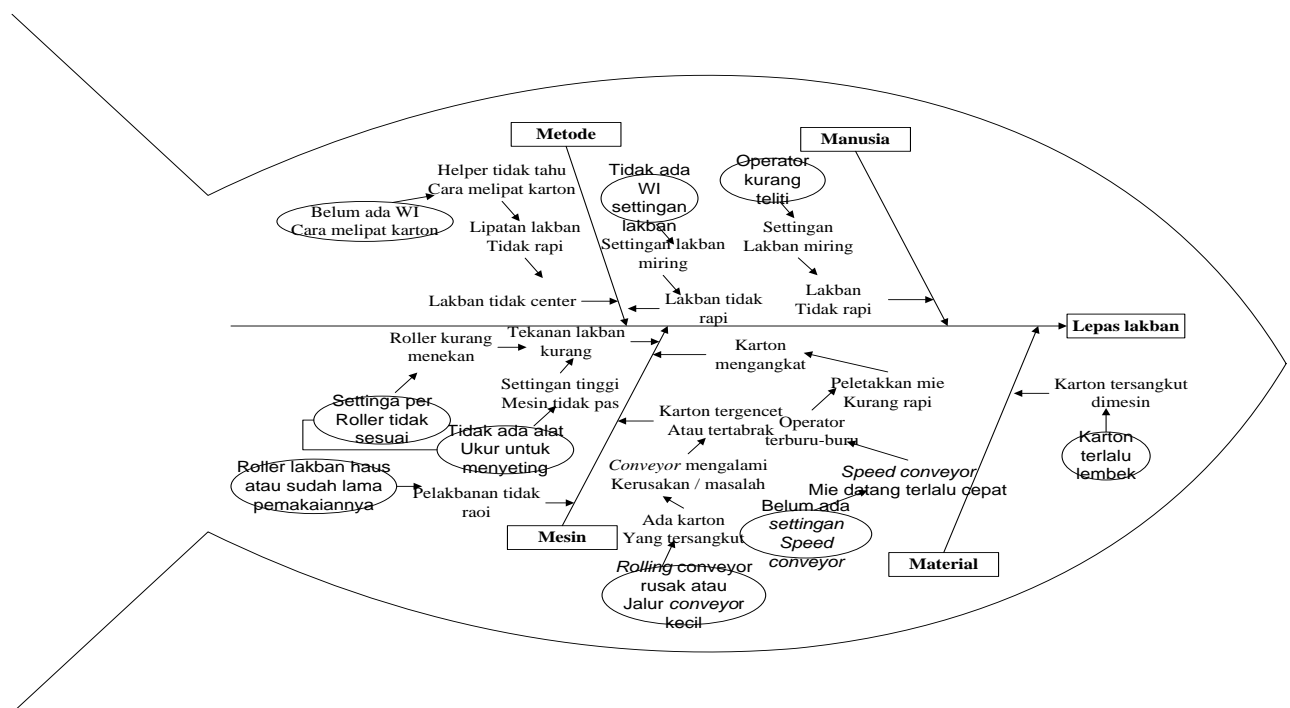 Metode
Manusia
Helper tidak tahu
Cara melipat karton
Belum ada WI
Cara melipat karton
Lipatan lakban
Tidak rapi
Lakban tidak center
Tidak ada
WI
settingan
lakban
Settingan lakban
miring
Lakban tidak
rapi
Operator
kurang
teliti
Settingan
Lakban miring
Lakban
Tidak rapi
Lepas lakban
Roller kurang
menekan
Tekanan lakban
kurang
Settingan tinggi
Mesin tidak pas
Settinga per
Roller tidak
sesuai
Tidak ada alat
Ukur untuk
menyeting
Roller lakban haus
atau sudah lama
pemakaiannya
Pelakbanan tidak
raoi
Mesin
Karton
mengangkat
Peletakkan mie
Kurang rapi
Karton tergencet
Atau tertabrak
Operator
terburu-buru
Conveyor mengalami
Kerusakan / masalah
Speed conveyor
Mie datang terlalu cepat
Ada karton
Yang tersangkut
Belum ada
settingan
Speed
conveyor
Rolling conveyor
rusak atau
Jalur conveyor
kecil
Karton tersangkut
dimesin
Karton
terlalu
lembek
Material